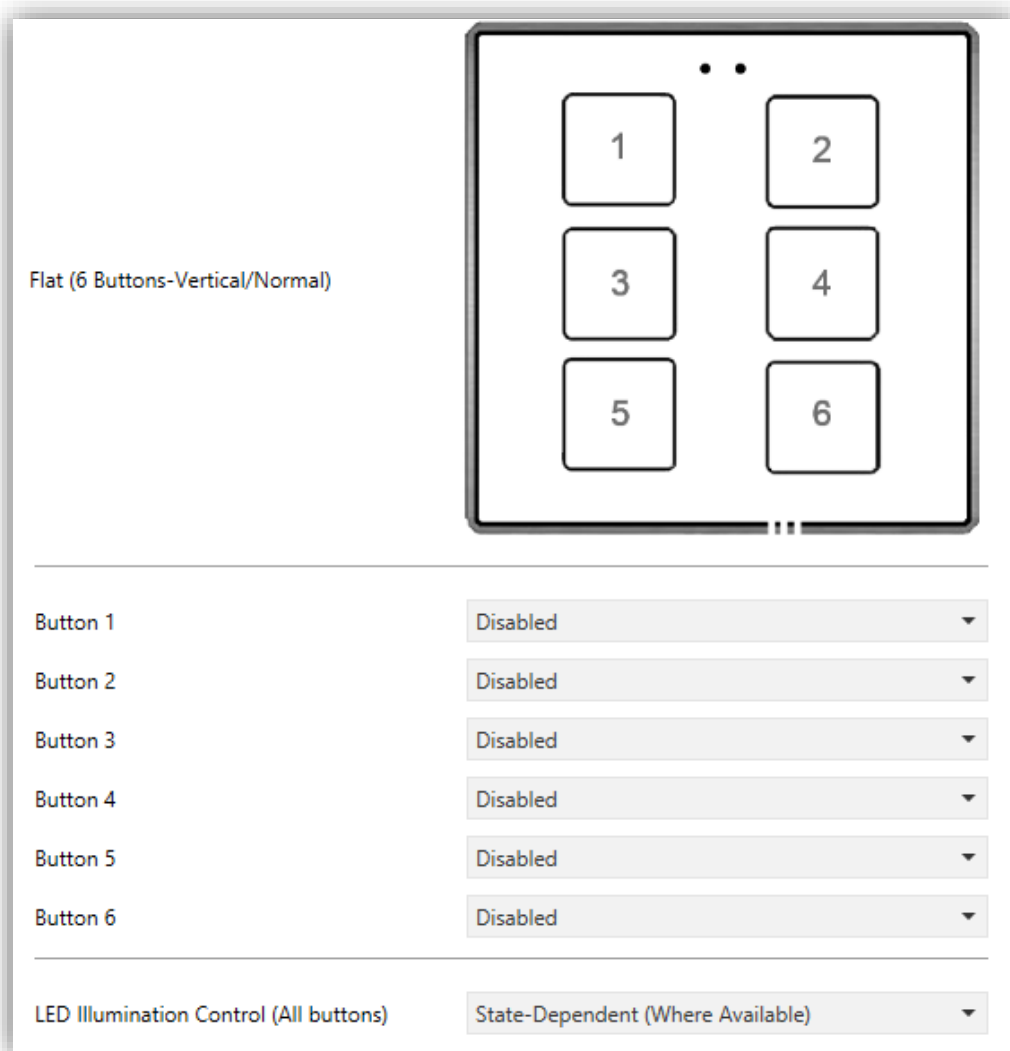 1 2
Flat (6 Buttons-Vertical/Normal)
3 4
5 6
Button 1 Disabled
Button 2 Disabled
Button 3 Disabled
Button 4 Disabled
Button 5 Disabled
Button 6 Disabled
LED Illumination Control (All buttons) State-Dependent (Where Available)